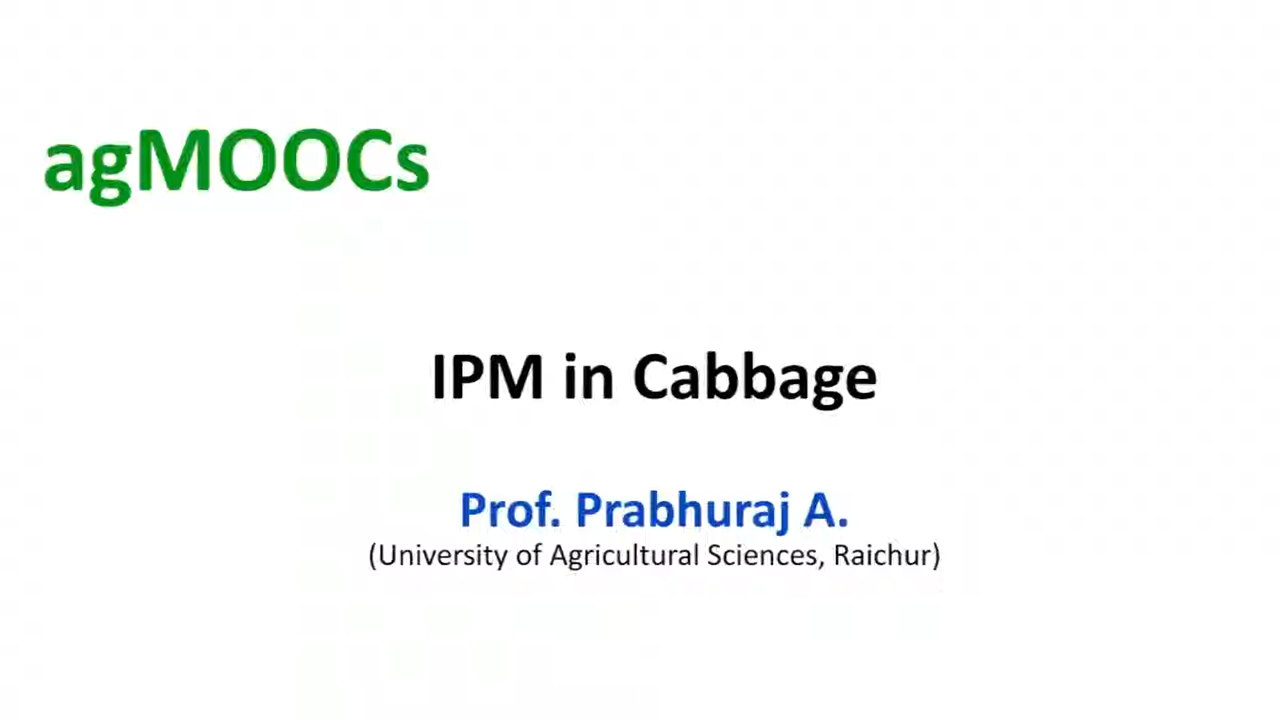 agMOOCs
IPM in Cabbage
Prof. Prabhuraj A.
(University of Agricultural Sciences, Raichur)